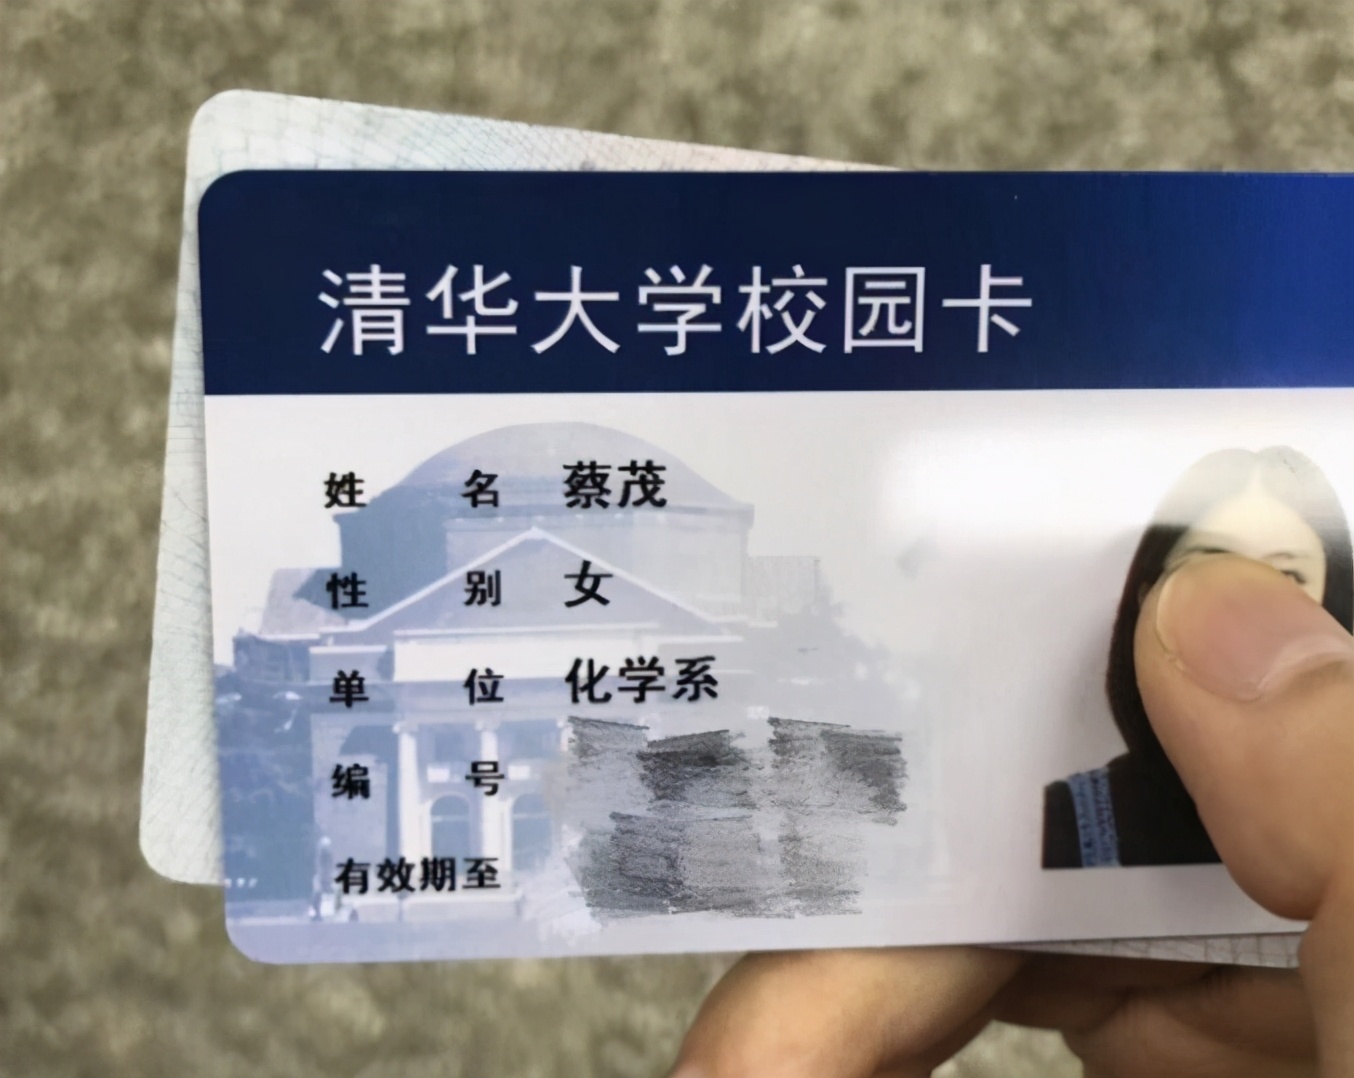 清华大学校园卡
姓名 蔡茂
性别 女
单位 化学系
编号
有效期至